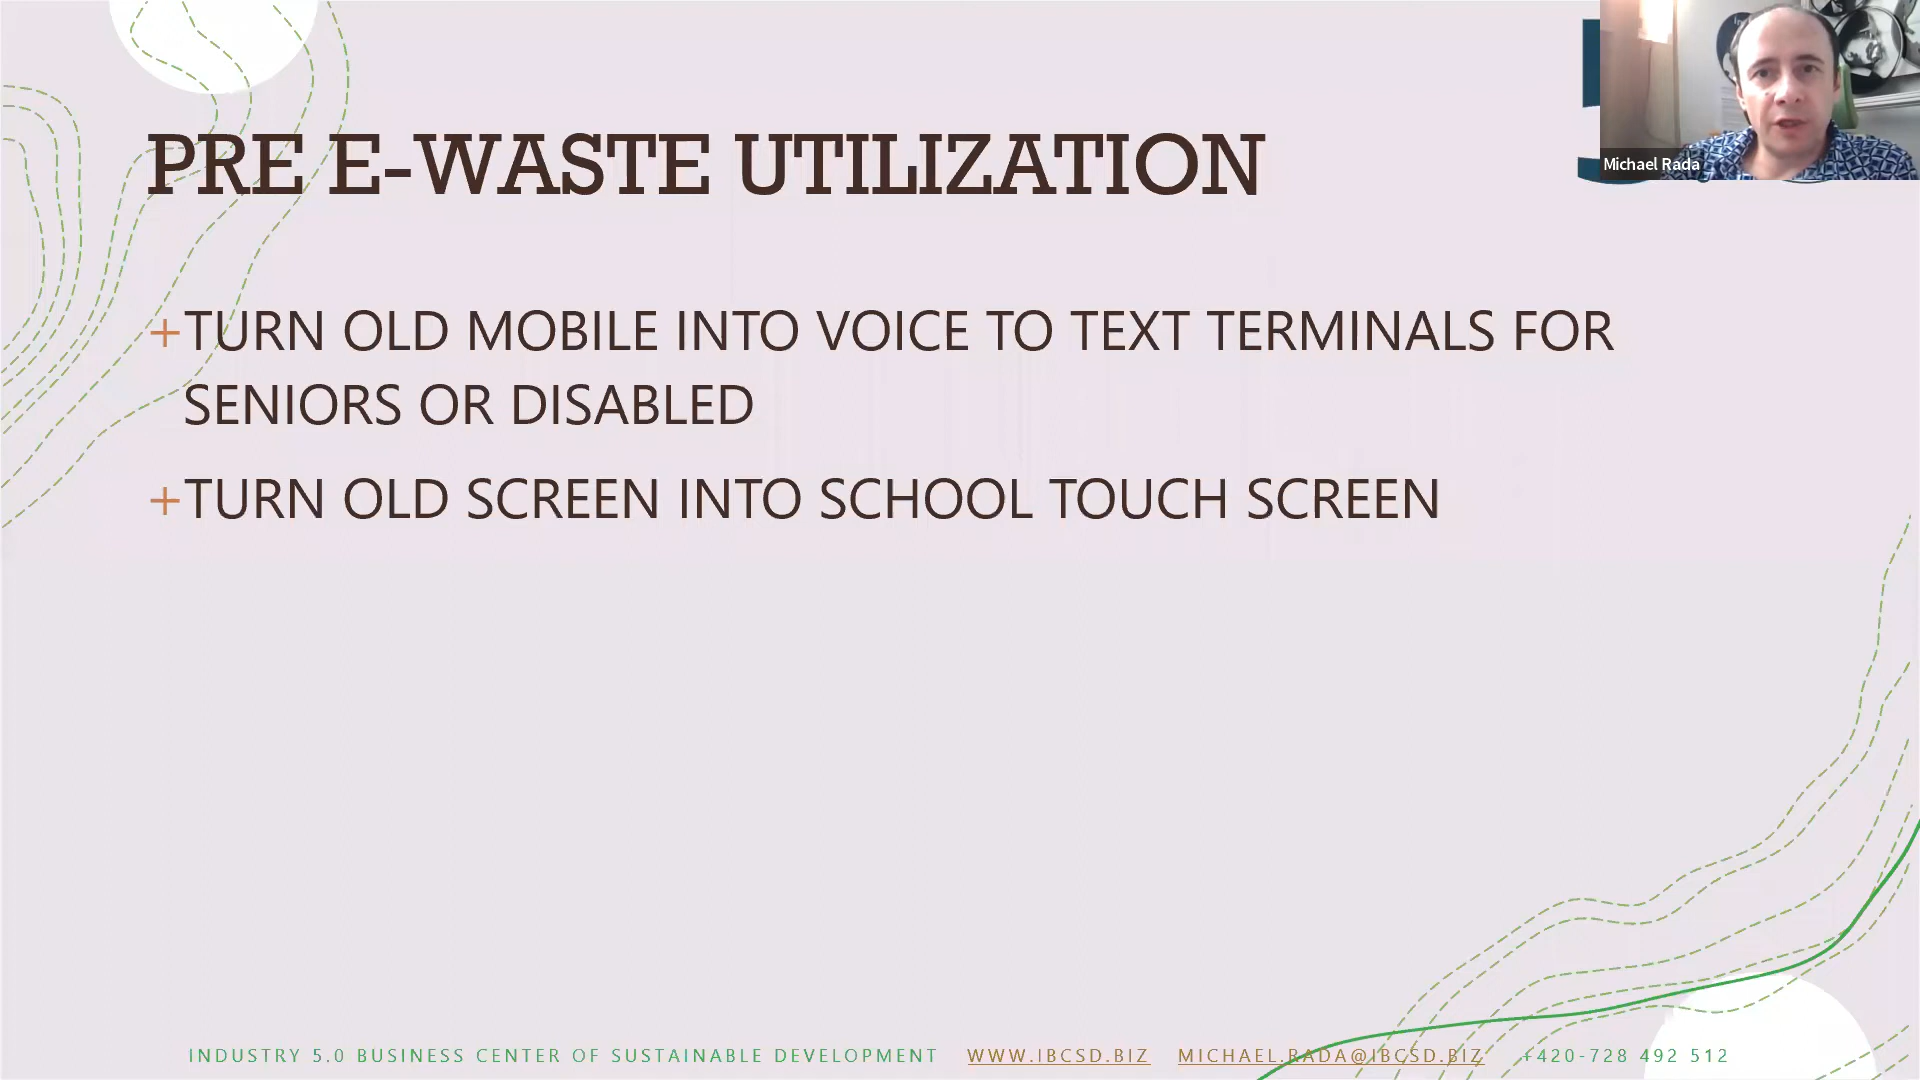 PRE E-WASTE UTILIZATION
Michael Rada
+TURN OLD MOBILE INTO VOICE TO TEXT TERMINALS FOR
SENIORS OR DISABLED
+TURN OLD SCREEN INTO SCHOOL TOUCH SCREEN
INDUSTRY 5.0 BUSINESS CENTER OF SUSTAINABLE DEVELOPMENT WWW.IBCSD.BIZ MICHAEL.RADA@IBCSD.BIZ +420-728 492 512